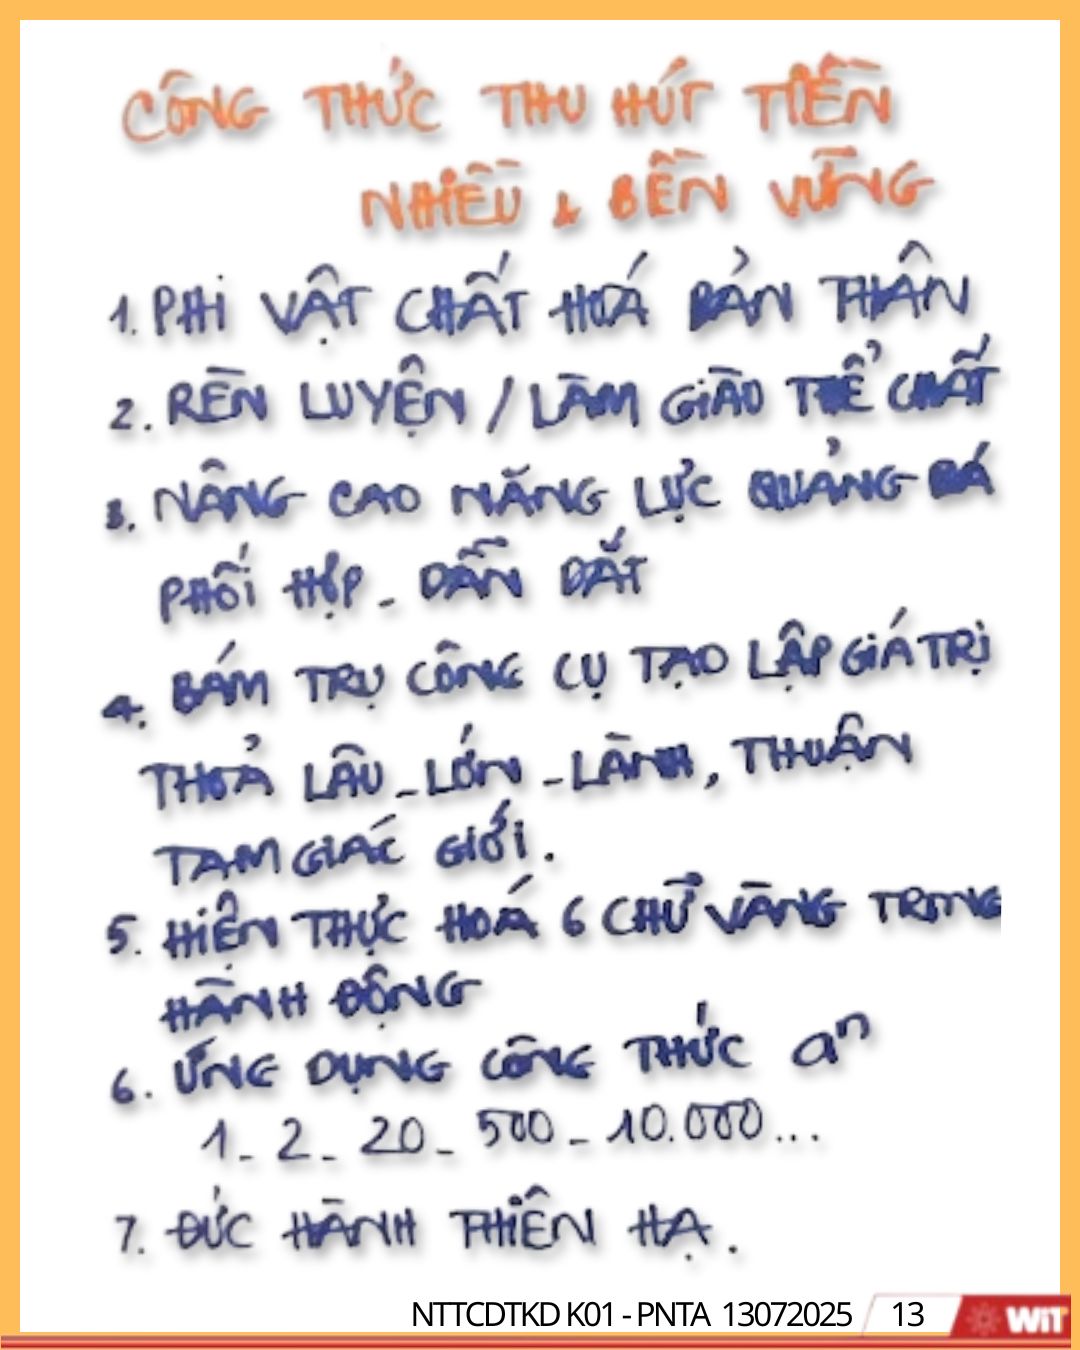 CÔNG THỨC THU HÚT TIỀN
NHIỀU & BỀN VỮNG
1. PHI VẬT CHẤT HOÁ BẢN THÂN
2. RÈN LUYỆN / LÀM GIÀO THỂ CHẤT
3. NÂNG CAO NĂNG LỰC QUẢNG BÁ
PHỐI HỢP - DẪN DẮT
4. BÁM TRỤ CÔNG CỤ TẠO LẬP GIÁ TRỊ
THOẢ LÂU - LỚN - LÀNH, THUẬN
TAM GIÁC GIỚI.
5. HIỆN THỰC HOÁ 6 CHỮ VÀNG TRONG
HÀNH ĐỘNG
6. ỨNG DỤNG CÔNG THỨC aⁿ
1 - 2 - 20 - 500 - 10.000...
7. ĐỨC HÀNH THIÊN HẠ.
NTTCDTKD K01 - PNTA 13072025 13 WiT